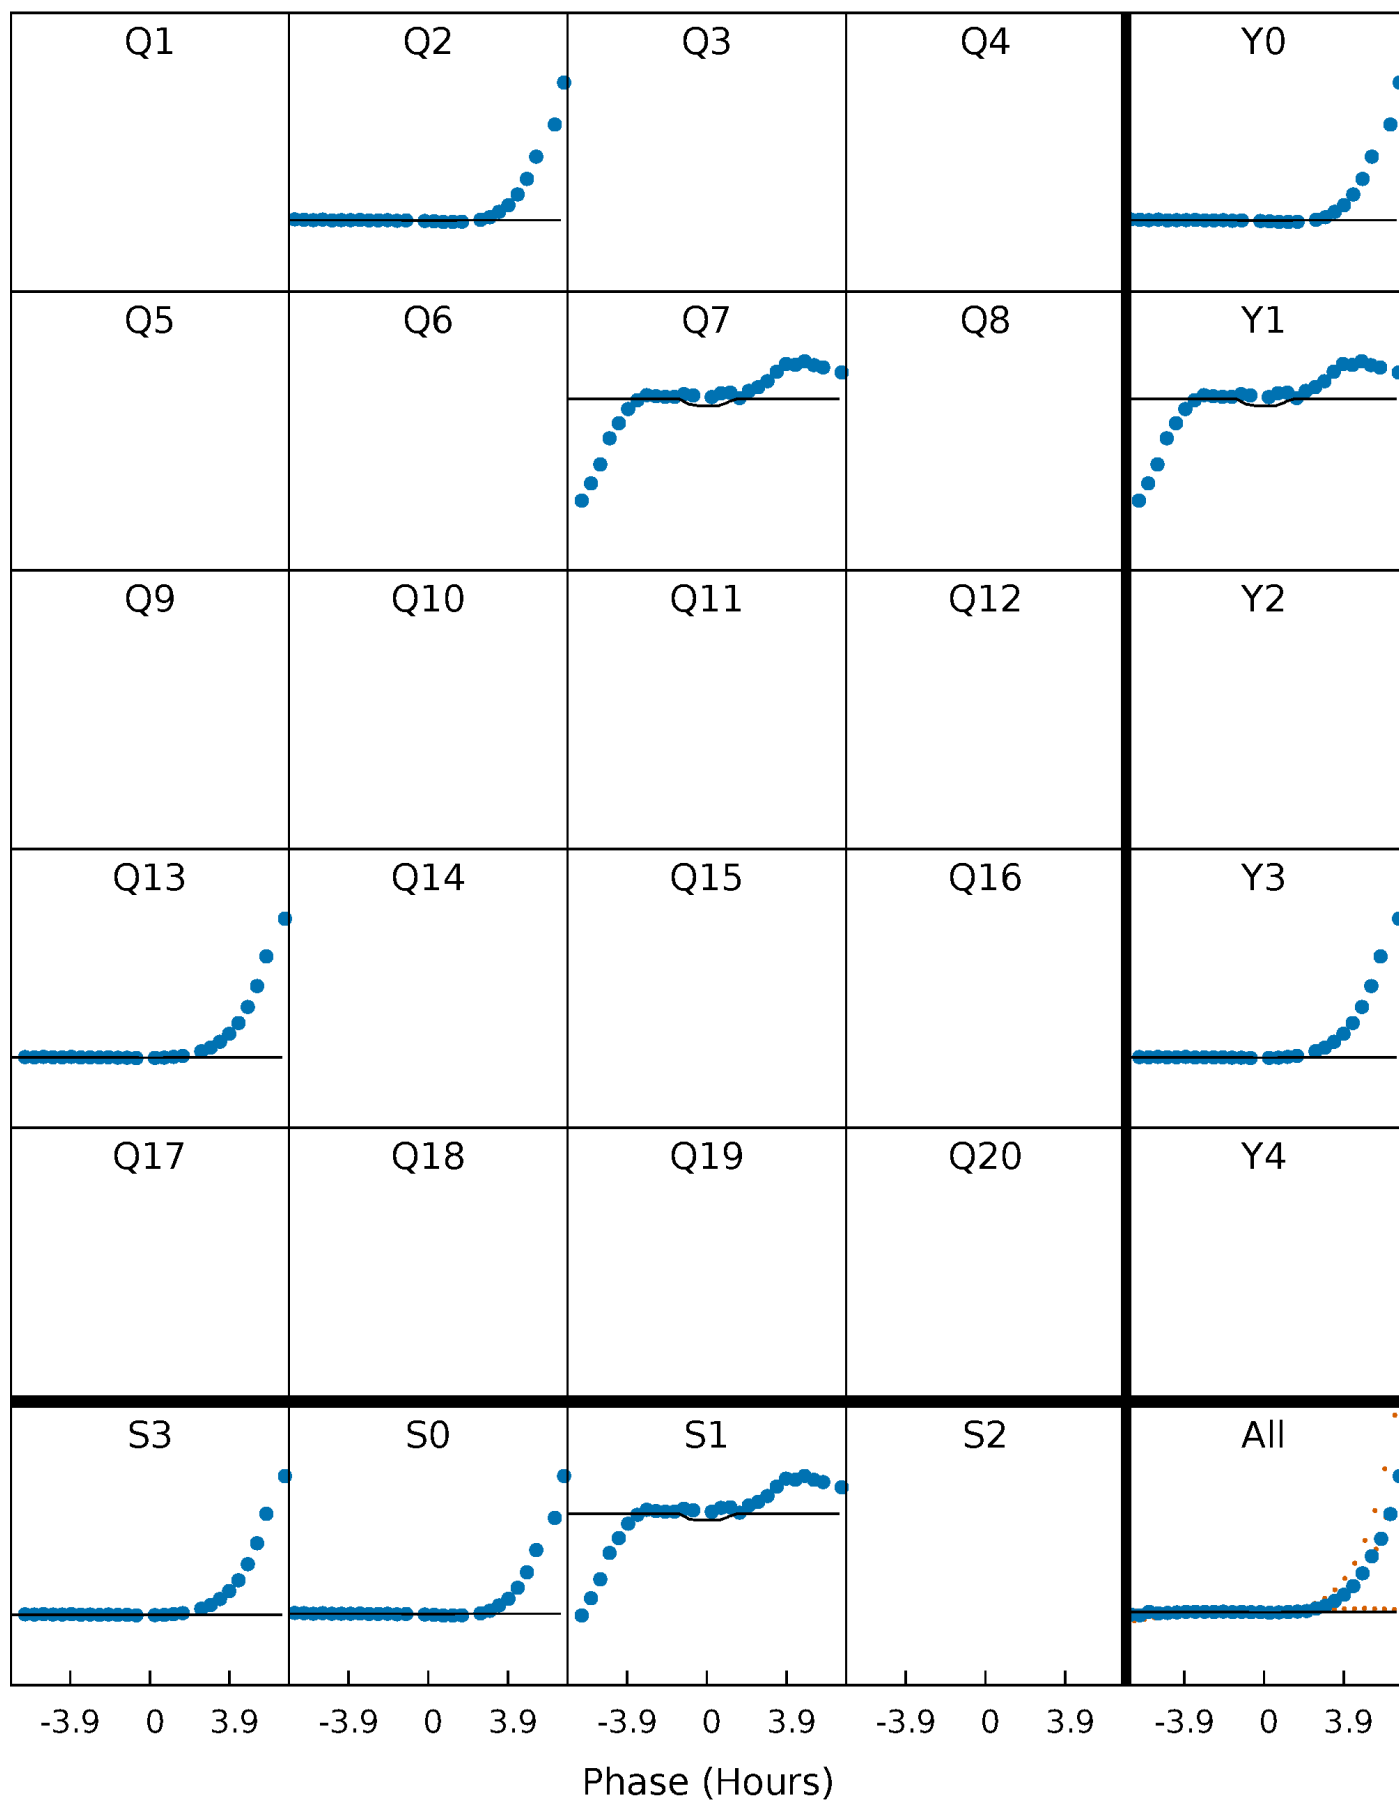 Q1 Q2 Q3 Q4 Y0
Q5 Q6 Q7 Q8 Y1
Q9 Q10 Q11 Q12 Y2
Q13 Q14 Q15 Q16 Y3
Q17 Q18 Q19 Q20 Y4
S3 S0 S1 S2 All
-3.9 0 3.9 -3.9 0 3.9 -3.9 0 3.9 -3.9 0 3.9 -3.9 0 3.9
Phase (Hours)